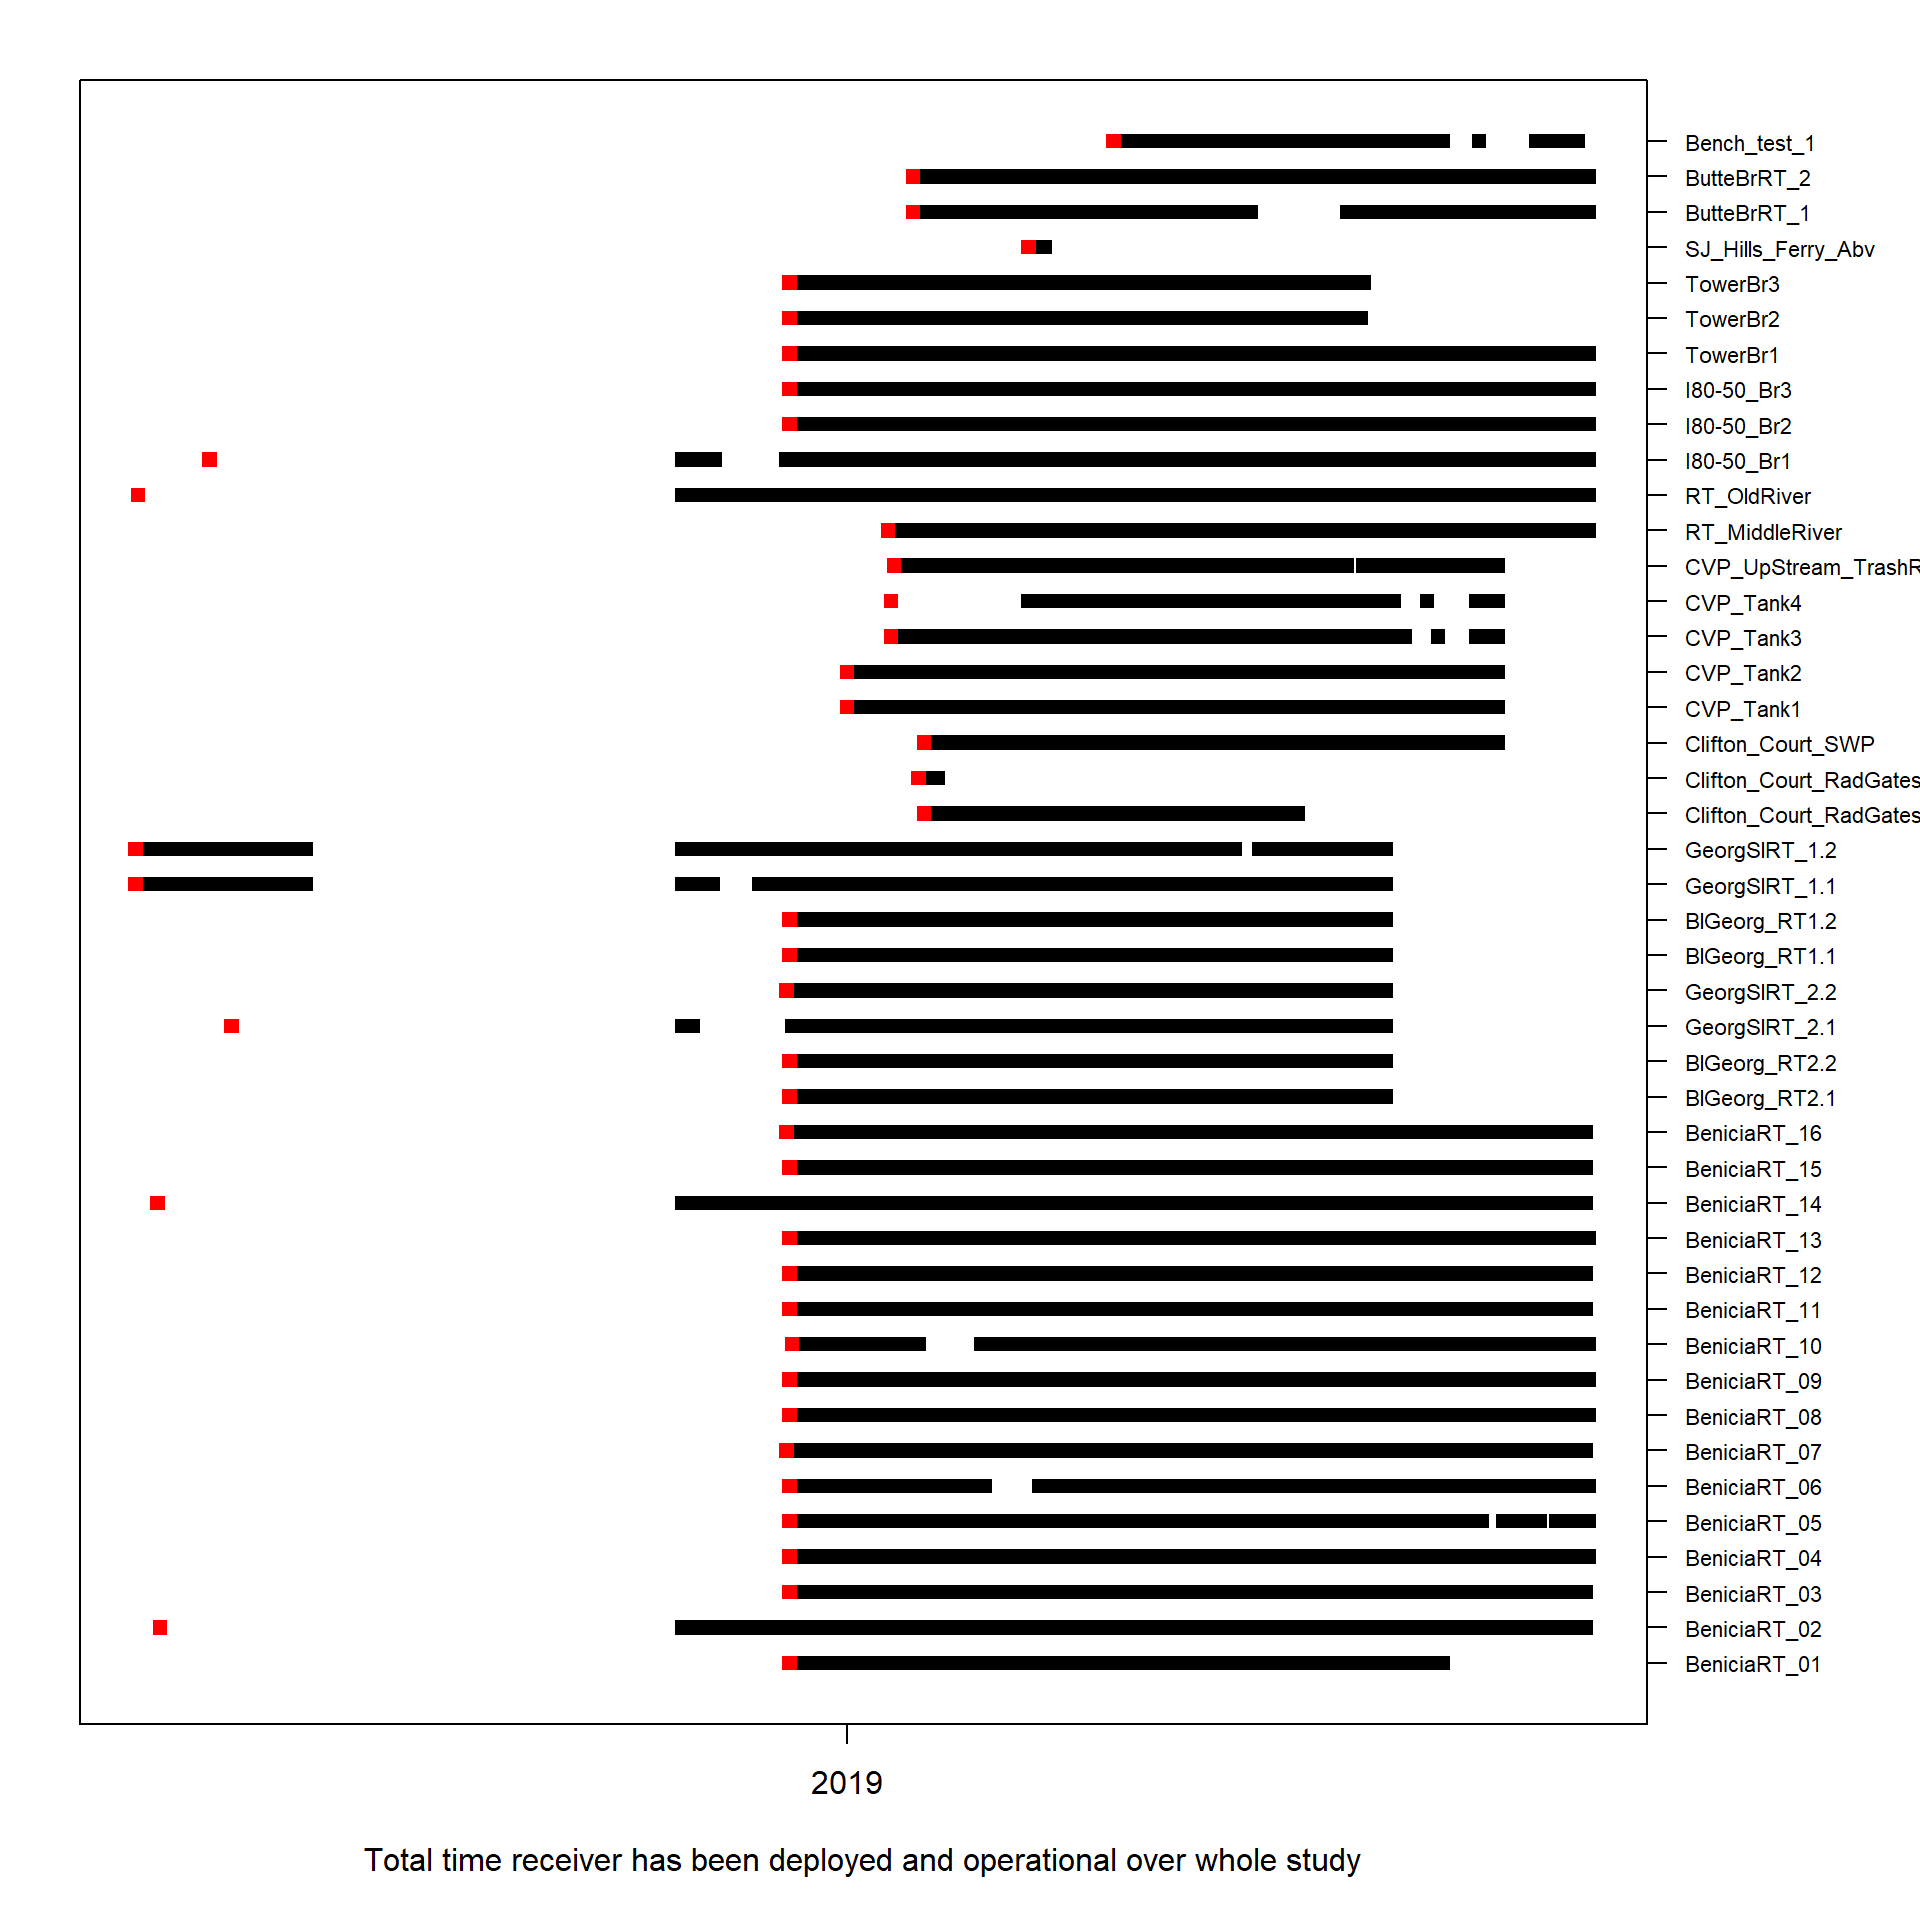 Bench_test_1
ButteBrRT_2
ButteBrRT_1
SJ_Hills_Ferry_Abv
TowerBr3
TowerBr2
TowerBr1
I80-50_Br3
I80-50_Br2
I80-50_Br1
RT_OldRiver
RT_MiddleRiver
CVP_UpStream_TrashR
CVP_Tank4
CVP_Tank3
CVP_Tank2
CVP_Tank1
Clifton_Court_SWP
Clifton_Court_RadGates
Clifton_Court_RadGates
GeorgSlRT_1.2
GeorgSlRT_1.1
BlGeorg_RT1.2
BlGeorg_RT1.1
GeorgSlRT_2.2
GeorgSlRT_2.1
BlGeorg_RT2.2
BlGeorg_RT2.1
BeniciaRT_16
BeniciaRT_15
BeniciaRT_14
BeniciaRT_13
BeniciaRT_12
BeniciaRT_11
BeniciaRT_10
BeniciaRT_09
BeniciaRT_08
BeniciaRT_07
BeniciaRT_06
BeniciaRT_05
BeniciaRT_04
BeniciaRT_03
BeniciaRT_02
BeniciaRT_01
2019
Total time receiver has been deployed and operational over whole study